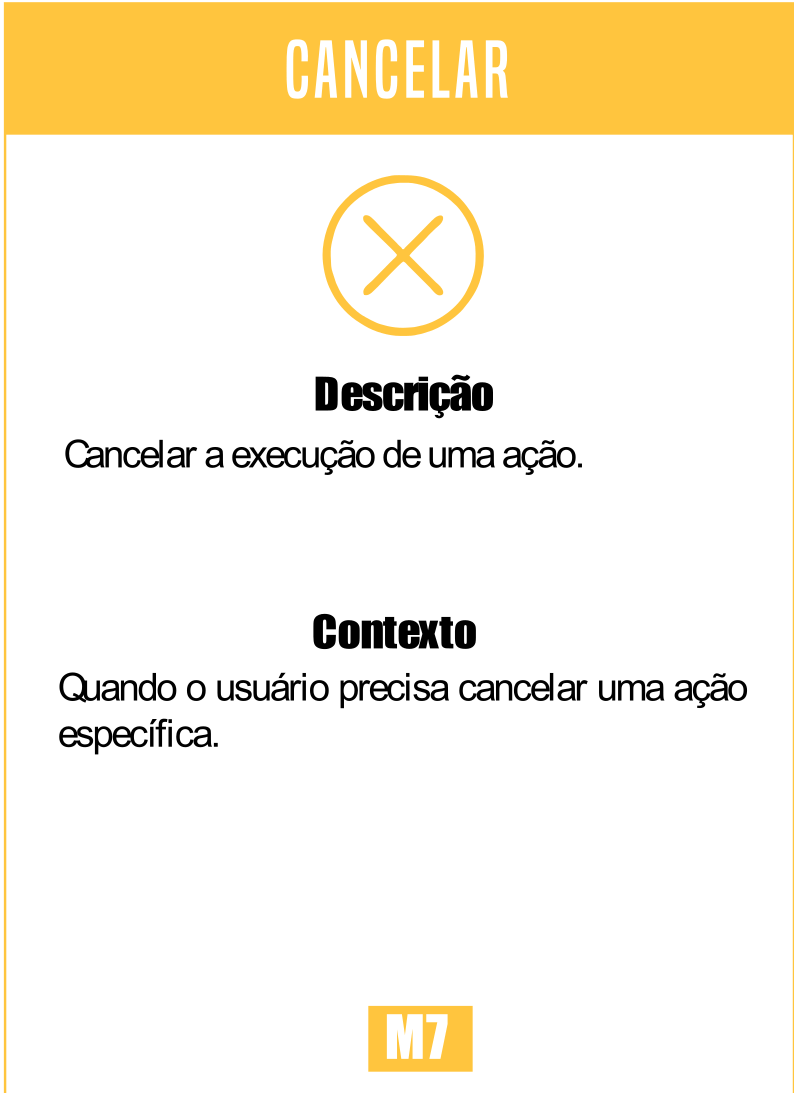 CANCELAR
Descrição
Cancelar a execução de uma ação.
Contexto
Quando o usuário precisa cancelar uma ação
específica.
M7